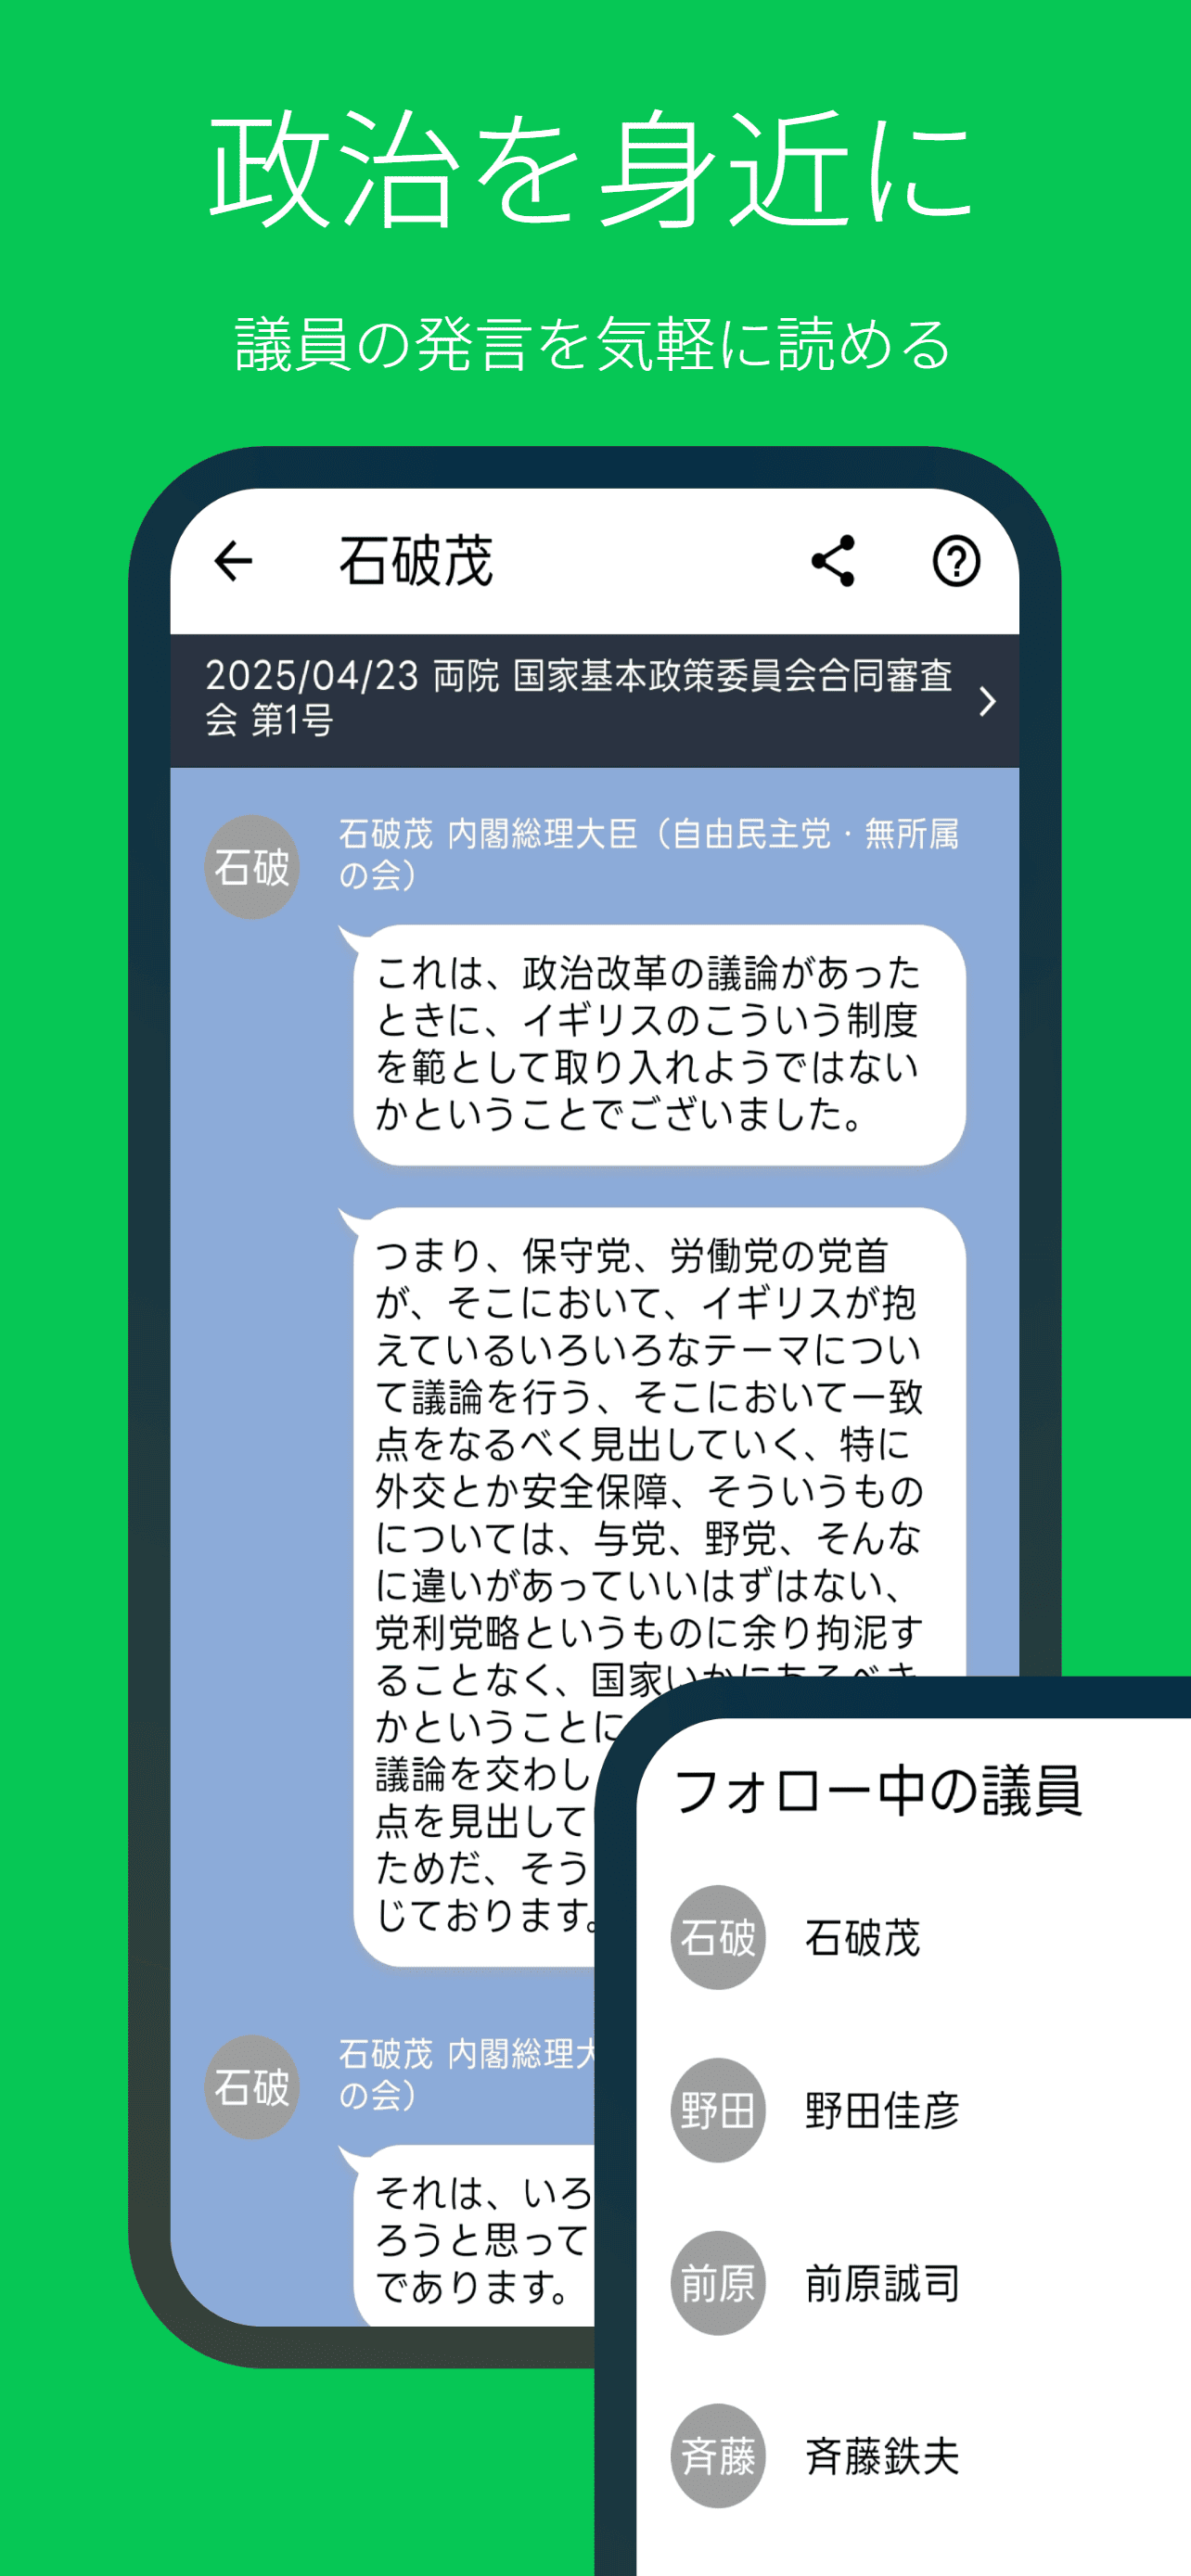 政治を身近に
議員の発言を気軽に読める
石破茂
2025/04/23 両院 国家基本政策委員会合同審査
会 第1号
石破
石破茂 内閣総理大臣（自由民主党・無所属
の会）
これは、政治改革の議論があった
ときに、イギリスのこういう制度
を範として取り入れようではない
かということでございました。
つまり、保守党、労働党の党首
が、そこにおいて、イギリスが抱
えているいろいろなテーマについ
て議論を行う、そこにおいて一致
点をなるべく見出していく、特に
外交とか安全保障、そういうもの
については、与党、野党、そんな
に違いがあっていいはずはない、
党利党略というものに余り拘泥す
ることなく、国家いかにあるべき
かということに
議論を交わし
点を見出して
ためだ、そう
じております。
石破
石破茂 内閣総理大
の会）
それは、いろ
ろうと思って
であります。
フォロー中の議員
石破
石破茂
野田
野田佳彦
前原
前原誠司
斉藤
斉藤鉄夫